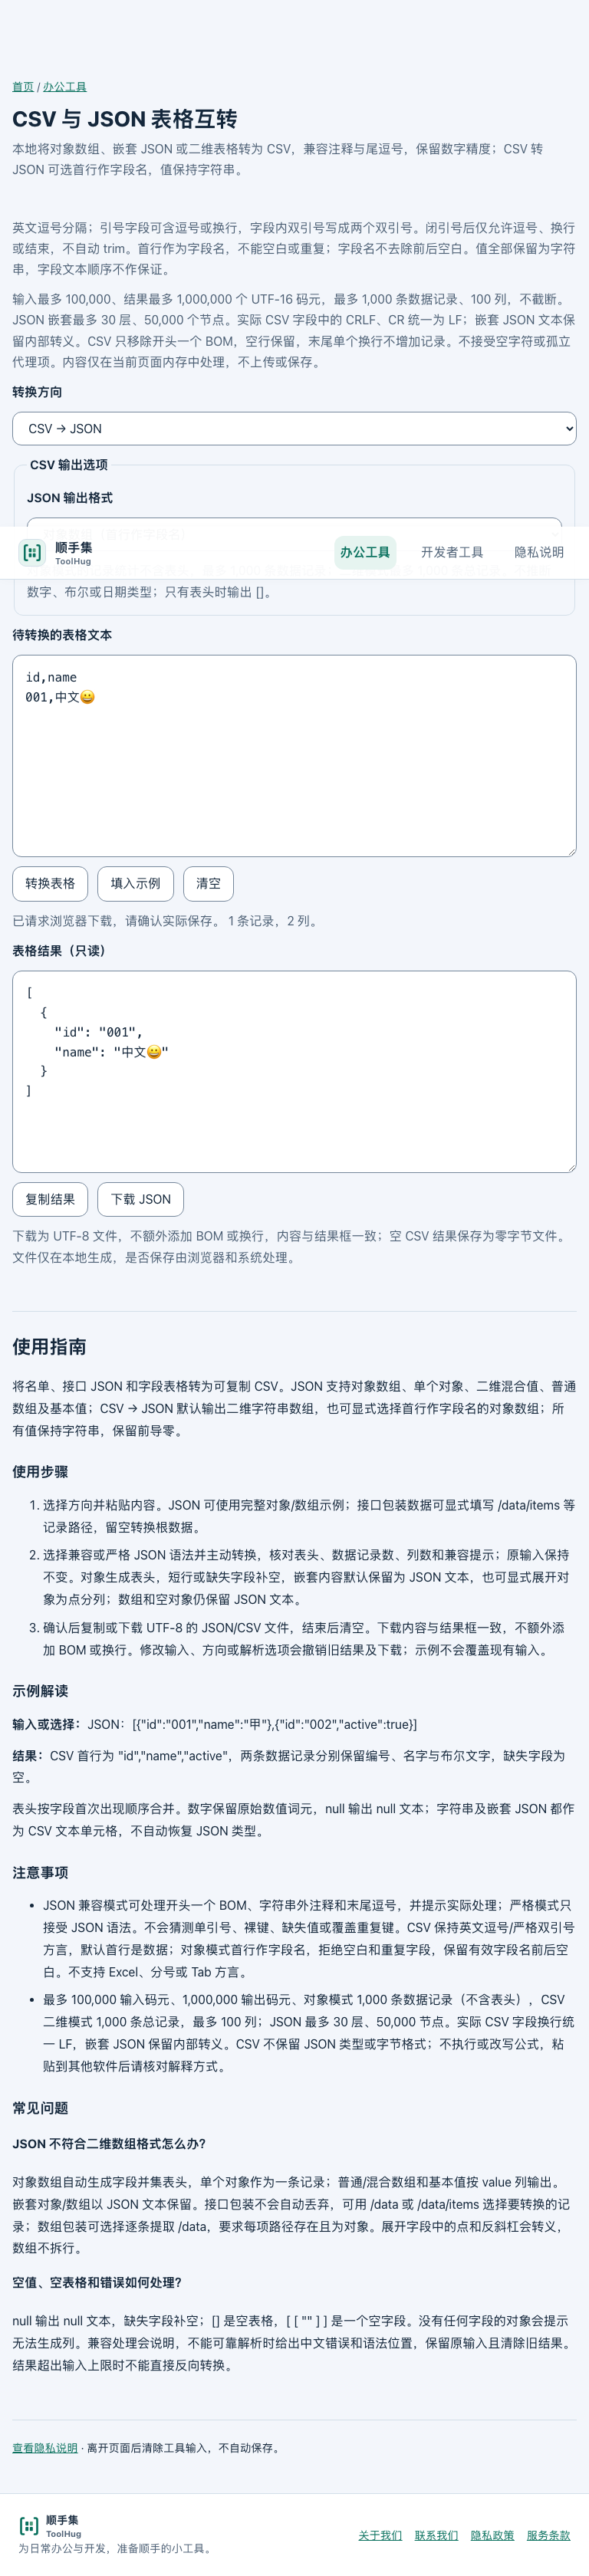 首页 / 办公工具
CSV 与 JSON 表格互转
本地将对象数组、嵌套 JSON 或二维表格转为 CSV，兼容注释与尾逗号，保留数字精度；CSV 转
JSON 可选首行作字段名，值保持字符串。
英文逗号分隔；引号字段可含逗号或换行，字段内双引号写成两个双引号。闭引号后仅允许逗号、换行
或结束，不自动 trim。首行作为字段名，不能空白或重复；字段名不去除前后空白。值全部保留为字符
串，字段文本顺序不作保证。
输入最多 100,000、结果最多 1,000,000 个 UTF-16 码元，最多 1,000 条数据记录、100 列，不截断。
JSON 嵌套最多 30 层、50,000 个节点。实际 CSV 字段中的 CRLF、CR 统一为 LF；嵌套 JSON 文本保
留内部转义。CSV 只移除开头一个 BOM，空行保留，末尾单个换行不增加记录。不接受空字符或孤立
代理项。内容仅在当前页面内存中处理，不上传或保存。
转换方向
CSV → JSON
CSV 输出选项
JSON 输出格式
顺手集
ToolHug
办公工具 开发者工具 隐私说明
数字、布尔或日期类型；只有表头时输出 []。
待转换的表格文本
id,name
001,中文😀
转换表格 填入示例 清空
已请求浏览器下载，请确认实际保存。 1 条记录，2 列。
表格结果（只读）
[
{
"id": "001",
"name": "中文😀"
}
]
复制结果 下载 JSON
下载为 UTF-8 文件，不额外添加 BOM 或换行，内容与结果框一致；空 CSV 结果保存为零字节文件。
文件仅在本地生成，是否保存由浏览器和系统处理。
使用指南
将名单、接口 JSON 和字段表格转为可复制 CSV。JSON 支持对象数组、单个对象、二维混合值、普通
数组及基本值；CSV → JSON 默认输出二维字符串数组，也可显式选择首行作字段名的对象数组；所
有值保持字符串，保留前导零。
使用步骤
1. 选择方向并粘贴内容。JSON 可使用完整对象/数组示例；接口包装数据可显式填写 /data/items 等
记录路径，留空转换根数据。
2. 选择兼容或严格 JSON 语法并主动转换，核对表头、数据记录数、列数和兼容提示；原输入保持
不变。对象生成表头，短行或缺失字段补空，嵌套内容默认保留为 JSON 文本，也可显式展开对
象为点分列；数组和空对象仍保留 JSON 文本。
3. 确认后复制或下载 UTF-8 的 JSON/CSV 文件，结束后清空。下载内容与结果框一致，不额外添
加 BOM 或换行。修改输入、方向或解析选项会撤销旧结果及下载；示例不会覆盖现有输入。
示例解读
输入或选择：JSON：[{"id":"001","name":"甲"},{"id":"002","active":true}]
结果：CSV 首行为 "id","name","active"，两条数据记录分别保留编号、名字与布尔文字，缺失字段为
空。
表头按字段首次出现顺序合并。数字保留原始数值词元，null 输出 null 文本；字符串及嵌套 JSON 都作
为 CSV 文本单元格，不自动恢复 JSON 类型。
注意事项
• JSON 兼容模式可处理开头一个 BOM、字符串外注释和末尾逗号，并提示实际处理；严格模式只
接受 JSON 语法。不会猜测单引号、裸键、缺失值或覆盖重复键。CSV 保持英文逗号/严格双引号
方言，默认首行是数据；对象模式首行作字段名，拒绝空白和重复字段，保留有效字段名前后空
白。不支持 Excel、分号或 Tab 方言。
• 最多 100,000 输入码元、1,000,000 输出码元、对象模式 1,000 条数据记录（不含表头），CSV
二维模式 1,000 条总记录，最多 100 列；JSON 最多 30 层、50,000 节点。实际 CSV 字段换行统
一 LF，嵌套 JSON 保留内部转义。CSV 不保留 JSON 类型或字节格式；不执行或改写公式，粘
贴到其他软件后请核对解释方式。
常见问题
JSON 不符合二维数组格式怎么办？
对象数组自动生成字段并集表头，单个对象作为一条记录；普通/混合数组和基本值按 value 列输出。
嵌套对象/数组以 JSON 文本保留。接口包装不会自动丢弃，可用 /data 或 /data/items 选择要转换的记
录；数组包装可选择逐条提取 /data，要求每项路径存在且为对象。展开字段中的点和反斜杠会转义，
数组不拆行。
空值、空表格和错误如何处理？
null 输出 null 文本，缺失字段补空；[] 是空表格，[ [ "" ] ] 是一个空字段。没有任何字段的对象会提示
无法生成列。兼容处理会说明，不能可靠解析时给出中文错误和语法位置，保留原输入且清除旧结果。
结果超出输入上限时不能直接反向转换。
查看隐私说明 · 离开页面后清除工具输入，不自动保存。
顺手集
ToolHug
为日常办公与开发，准备顺手的小工具。
关于我们 联系我们 隐私政策 服务条款